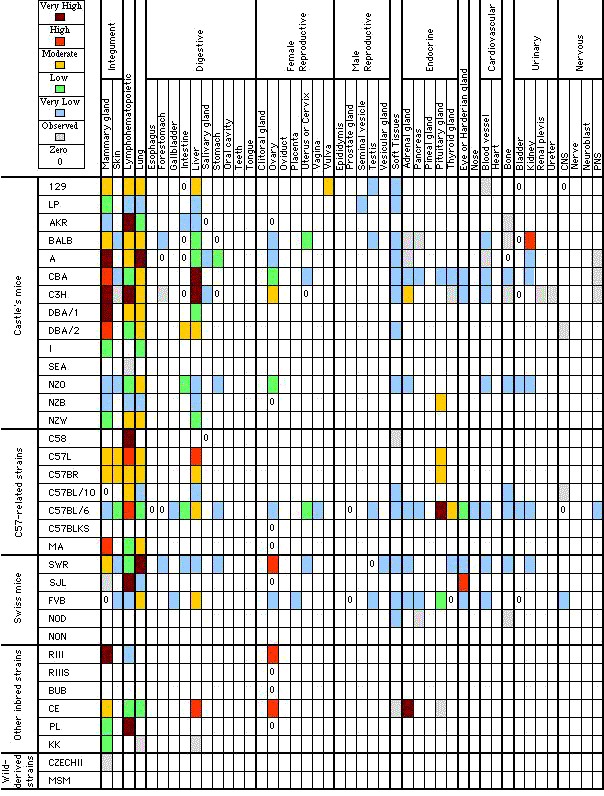 Very High
High
Moderate
Low
Very Low
Observed
Zero
0
Integument
Digestive
Female Reproductive
Male Reproductive
Endocrine
Cardiovascular
Urinary
Nervous
Mammary gland
Skin
Lymphohematopoietic
Lung
Esophagus
Forestomach
Gallbladder
Intestine
Liver
Salivary gland
Stomach
Oral cavity
Teeth
Tongue
Clitoral gland
Ovary
Oviduct
Placenta
Uterus or Cervix
Vagina
Vulva
Epididymis
Prostate gland
Seminal vesicle
Testis
Vesicular gland
Soft Tissues
Adrenal gland
Pancreas
Pineal gland
Pituitary gland
Thyroid gland
Eye or Harderian gland
Nose
Blood vessel
Heart
Bone
Bladder
Kidney
Renal pelvis
Ureter
CNS
Nerve
Neuroblast
PNS
Castle's mice
129 0 0 0
LP
AKR 0 0
BALB 0 0 0
A 0 0 0
CBA
C3H 0 0 0
DBA/1
DBA/2
I
SEA
NZO
NZB 0
NZW
C57-related strains
C58 0
C57L
C57BR
C57BL/10 0
C57BL/6 0 0 0 0
C57BLKS 0
MA 0
Swiss mice
SWR 0
SJL 0
FVB 0 0 0 0
NOD
NON
Other inbred strains
RIII
RIIIS 0
BUB 0
CE
PL 0
KK
Wild-derived strains
CZECHII
MSM